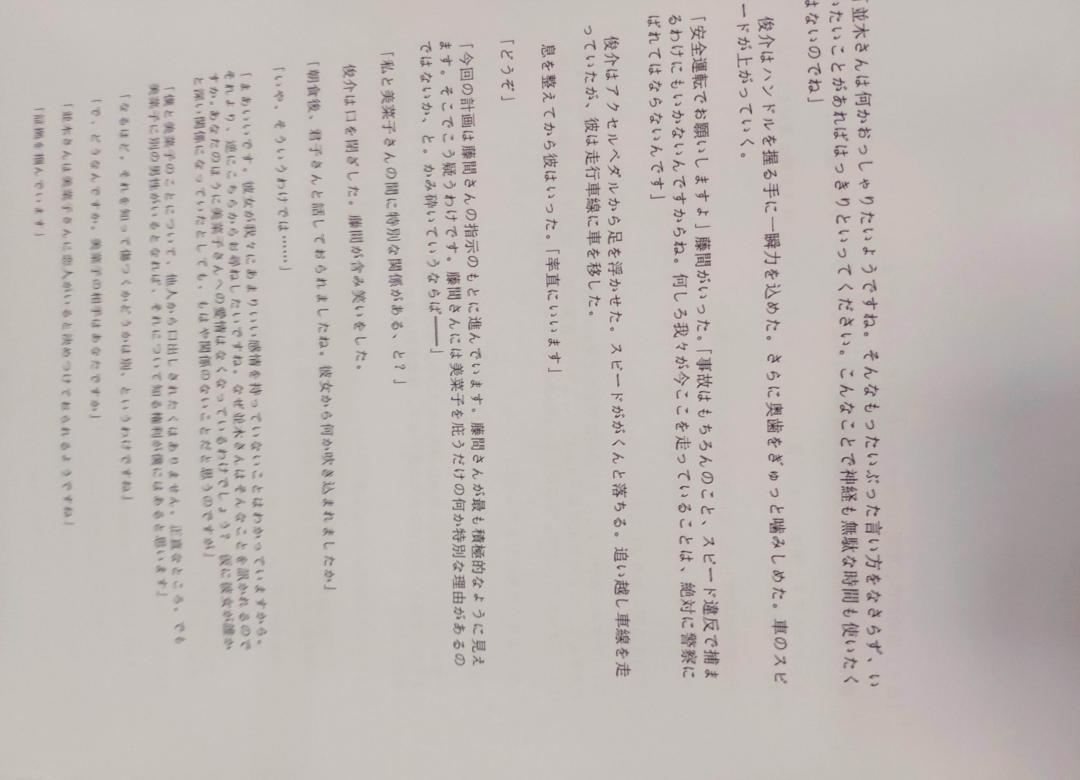 「並木さんは何かおっしゃりたいようですね。そんなもったいぶった言い方をなさらず、い
いたいことがあればはっきりといってください。こんなことで神経も無駄な時間も使いたく
はないのでね」
俊介はハンドルを握る手に一瞬力を込めた。さらに奥歯をぎゅっと噛みしめた。車のスピ
ードが上がっていく。
「安全運転でお願いしますよ」藤間がいった。「事故はもちろんのこと、スピード違反で捕ま
るわけにもいかないんですからね。何しろ我々が今ここを走っていることは、絶対に警察に
ばれてはならないんです」
俊介はアクセルペダルから足を浮かせた。スピードががくんと落ちる。追い越し車線を走
っていたが、彼は走行車線に車を移した。
息を整えてから彼はいった。「率直にいいます」
「どうぞ」
「今回の計画は藤間さんの指示のもとに進んでいます。藤間さんが最も積極的なように見え
ます。そこでこう疑うわけです。藤間さんには美菜子を庇うだけの何か特別な理由があるの
ではないか、と。かみ砕いていうならば――」
「私と美菜子さんの間に特別な関係がある、と?」
俊介は口を閉ざした。藤間が含み笑いをした。
「朝食後、君子さんと話しておられましたね。彼女から何か吹き込まれましたか」
「いや、そういうわけでは……」
「まあいいです。彼女が我々にあまりいい感情を持っていないことはわかっていますから。
それより、逆にこちらからお尋ねしたいですね。なぜ並木さんはそんなことを訊かれるので
すか。あなたのほうに美菜子さんへの愛情はなくなっているわけでしょう? 仮に彼女が誰か
と深い関係になっていたとしても、もはや関係のないことだと思うのですが」
「僕と美菜子のことについて、他人から口出しされたくはありません。正直なところ。でも
美菜子に別の男性がいるとなれば、それについて知る権利が僕にはあると思います」
「なるほど。それを知って傷つくかどうかは別、というわけですね」
「で、どうなんですか。美菜子の相手はあなたですか」
「並木さんは美菜子さんに恋人がいると決めつけておられるようですね」
「証拠を掴んでいます」